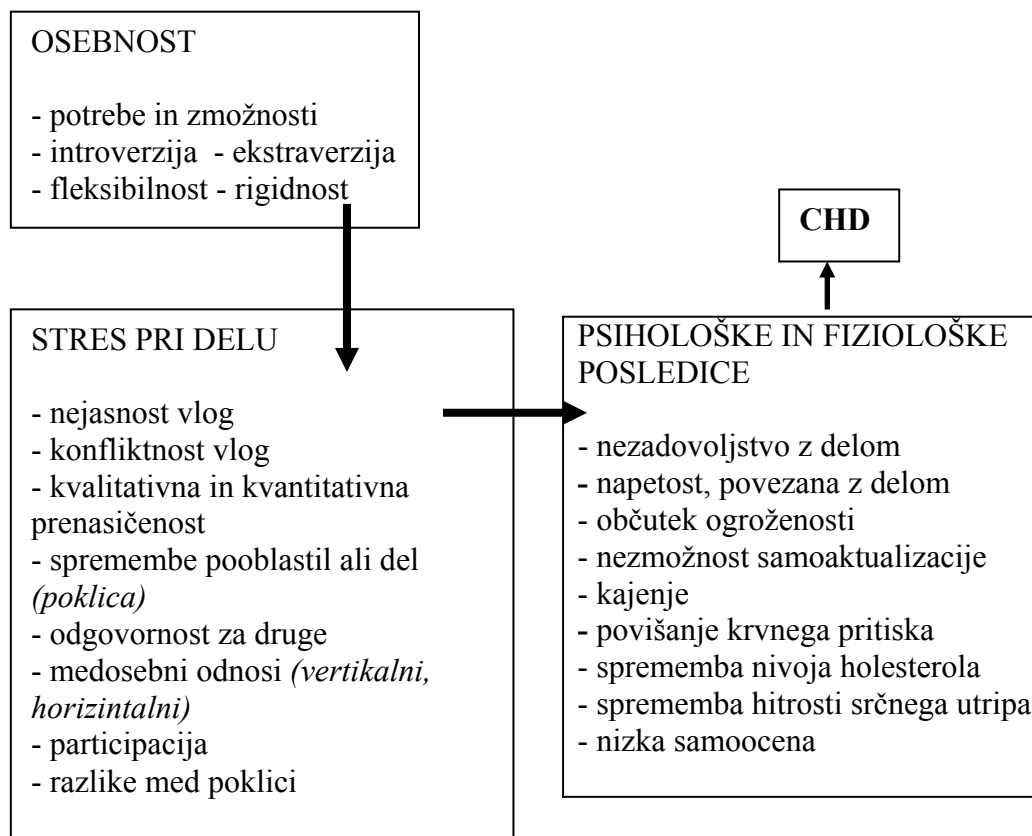 OSEBNOST
- potrebe in zmožnosti
- introverzija - ekstraverzija
- fleksibilnost - rigidnost
CHD
STRES PRI DELU
- nejasnost vlog
- konfliktnost vlog
- kvalitativna in kvantitativna
prenasičenost
- spremembe pooblastil ali del
(poklica)
- odgovornost za druge
- medosebni odnosi (vertikalni,
horizintalni)
- participacija
- razlike med poklici
PSIHOLOŠKE IN FIZIOLOŠKE
POSLEDICE
- nezadovoljstvo z delom
- napetost, povezana z delom
- občutek ogroženosti
- nezmožnost samoaktualizacije
- kajenje
- povišanje krvnega pritiska
- sprememba nivoja holesterola
- sprememba hitrosti srčnega utripa
- nizka samoocena